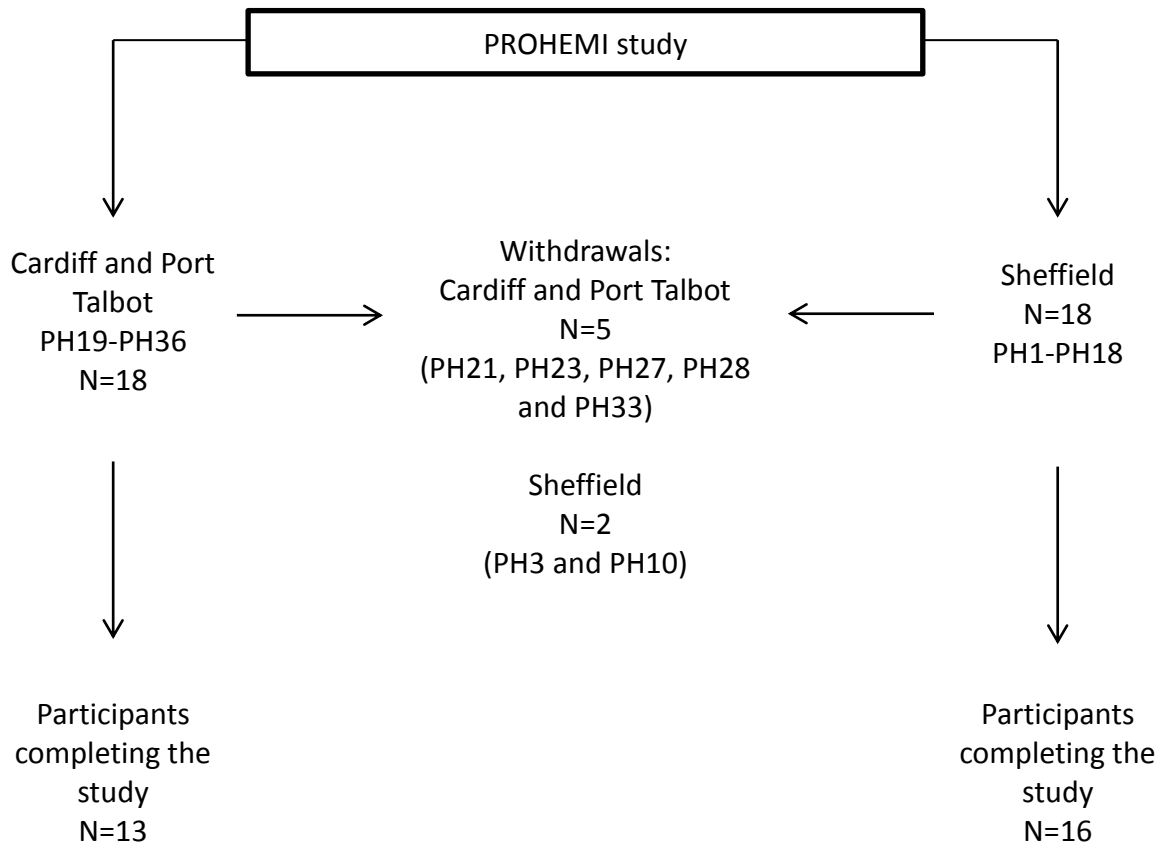 PROHEMI study
Cardiff and Port
Talbot
PH19-PH36
N=18
Withdrawals:
Cardiff and Port Talbot
N=5
(PH21, PH23, PH27, PH28
and PH33)
Sheffield
N=2
(PH3 and PH10)
Sheffield
N=18
PH1-PH18
Participants
completing the
study
N=13
Participants
completing the
study
N=16